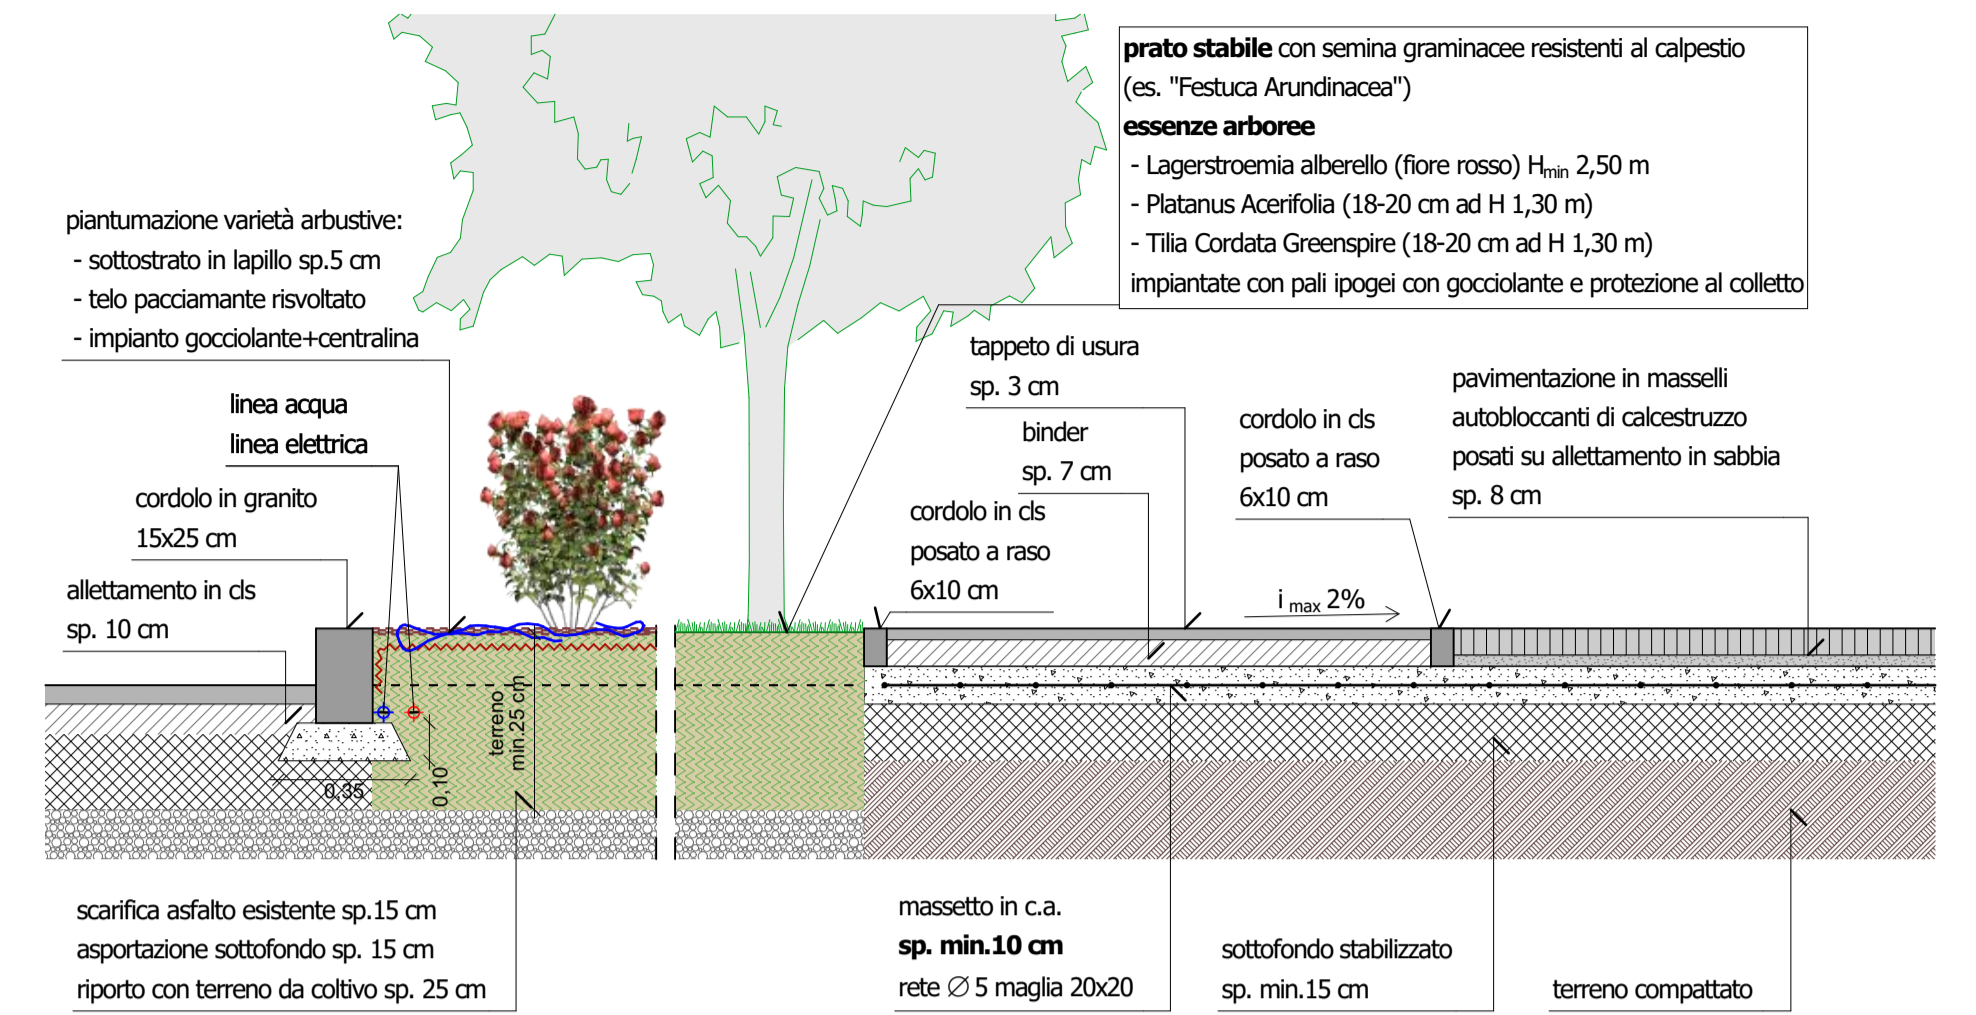 prato stabile con semina graminacee resistenti al calpestio
(es. "Festuca Arundinacea")
essenze arboree
- Lagerstroemia alberello (fiore rosso) Hmin 2,50 m
- Platanus Acerifolia (18-20 cm ad H 1,30 m)
- Tilia Cordata Greenspire (18-20 cm ad H 1,30 m)
impiantate con pali ipogei con gocciolante e protezione al colletto
piantumazione varietà arbustive:
- sottostrato in lapillo sp.5 cm
- telo pacciamante risvoltato
- impianto gocciolante+centralina
linea acqua
linea elettrica
cordolo in granito
15x25 cm
allettamento in cls
sp. 10 cm
tappeto di usura
sp. 3 cm
binder
sp. 7 cm
cordolo in cls
posato a raso
6x10 cm
cordolo in cls
posato a raso
6x10 cm
pavimentazione in masselli
autobloccanti di calcestruzzo
posati su allettamento in sabbia
sp. 8 cm
i max 2%
terreno
min.25 cm
0,35
0,10
scarifica asfalto esistente sp.15 cm
asportazione sottofondo sp. 15 cm
riporto con terreno da coltivo sp. 25 cm
massetto in c.a.
sp. min.10 cm
rete ∅ 5 maglia 20x20
sottofondo stabilizzato
sp. min.15 cm
terreno compattato